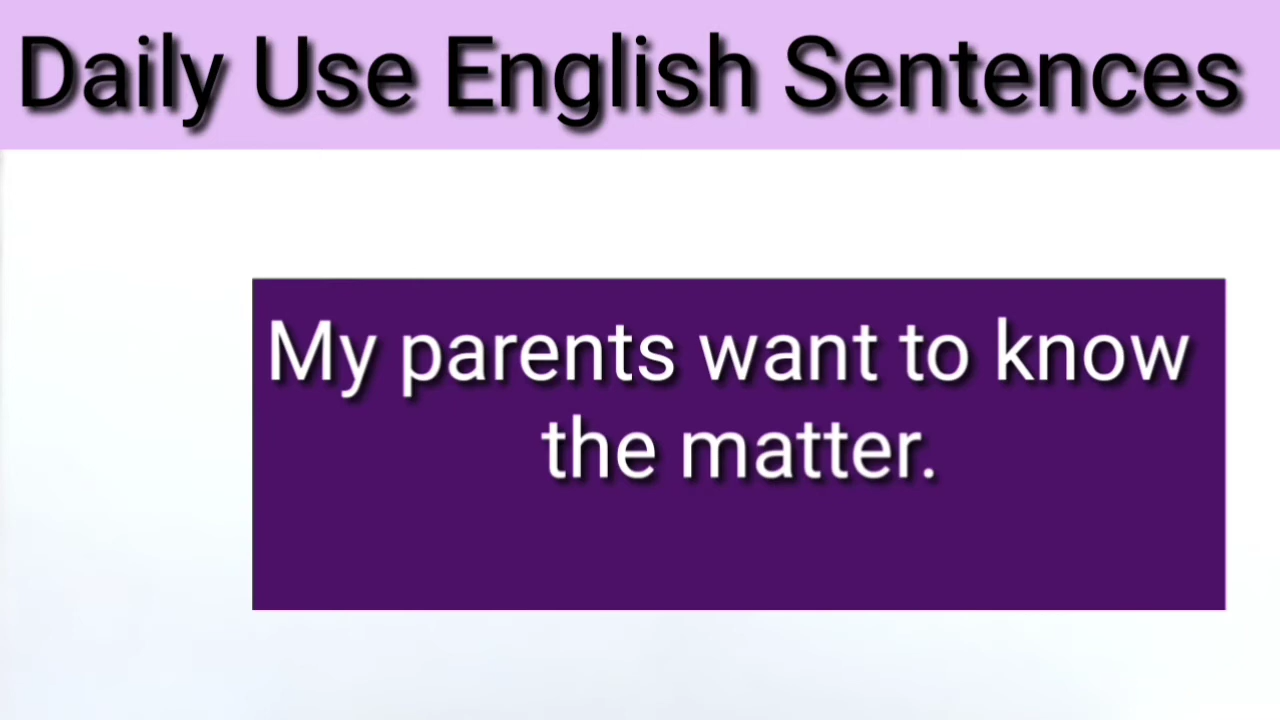 Daily Use English Sentences
My parents want to know
the matter.